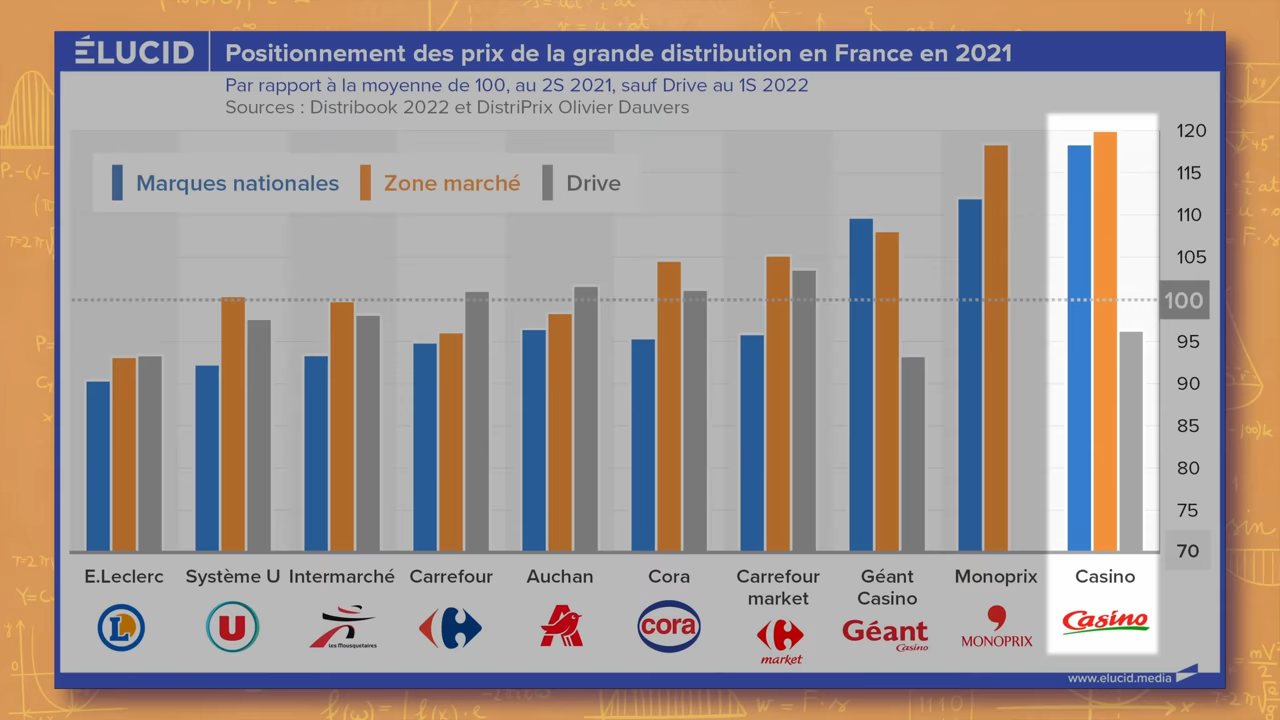 ÉLUCID
Positionnement des prix de la grande distribution en France en 2021
Par rapport à la moyenne de 100, au 2S 2021, sauf Drive au 1S 2022
Sources : Distribook 2022 et DistriPrix Olivier Dauvers
Marques nationales Zone marché Drive
120
115
110
105
100
95
90
85
80
75
70
E.Leclerc Système U Intermarché Carrefour Auchan Cora Carrefour market Géant Casino Monoprix Casino
L U les Mousquetaires cora market Géant Casino MONOPRIX Casino
www.elucid.media